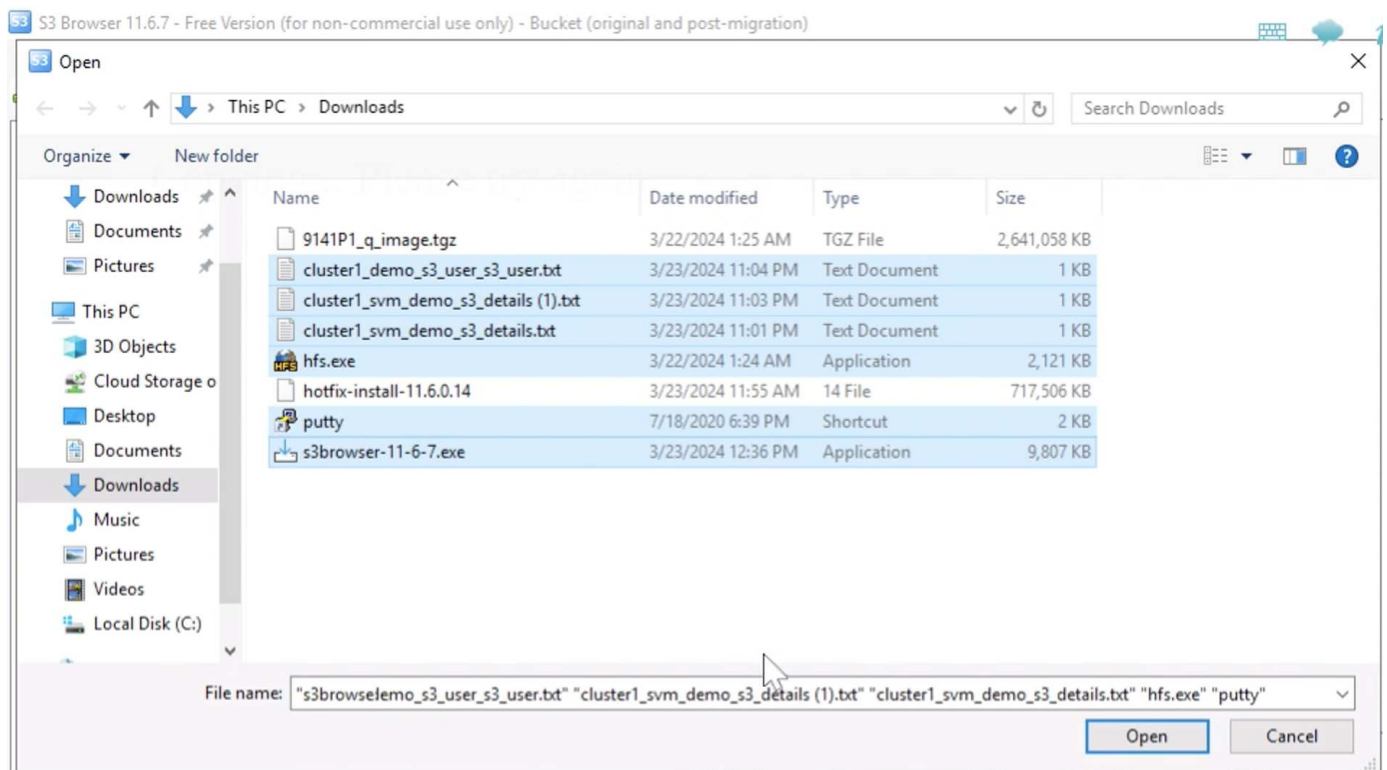 S3 Browser 11.6.7 - Free Version (for non-commercial use only) - Bucket (original and post-migration)
Open
This PC > Downloads
Search Downloads
Organize
New folder
Downloads
Documents
Pictures
This PC
3D Objects
Cloud Storage o
Desktop
Documents
Downloads
Music
Pictures
Videos
Local Disk (C:)
Name Date modified Type Size
9141P1_q_image.tgz 3/22/2024 1:25 AM TGZ File 2,641,058 KB
cluster1_demo_s3_user_s3_user.txt 3/23/2024 11:04 PM Text Document 1 KB
cluster1_svm_demo_s3_details (1).txt 3/23/2024 11:03 PM Text Document 1 KB
cluster1_svm_demo_s3_details.txt 3/23/2024 11:01 PM Text Document 1 KB
hfs.exe 3/22/2024 1:24 AM Application 2,121 KB
hotfix-install-11.6.0.14 3/23/2024 11:55 AM 14 File 717,506 KB
putty 7/18/2020 6:39 PM Shortcut 2 KB
s3browser-11-6-7.exe 3/23/2024 12:36 PM Application 9,807 KB
File name: "s3browselemo_s3_user_s3_user.txt" "cluster1_svm_demo_s3_details (1).txt" "cluster1_svm_demo_s3_details.txt" "hfs.exe" "putty"
Open Cancel